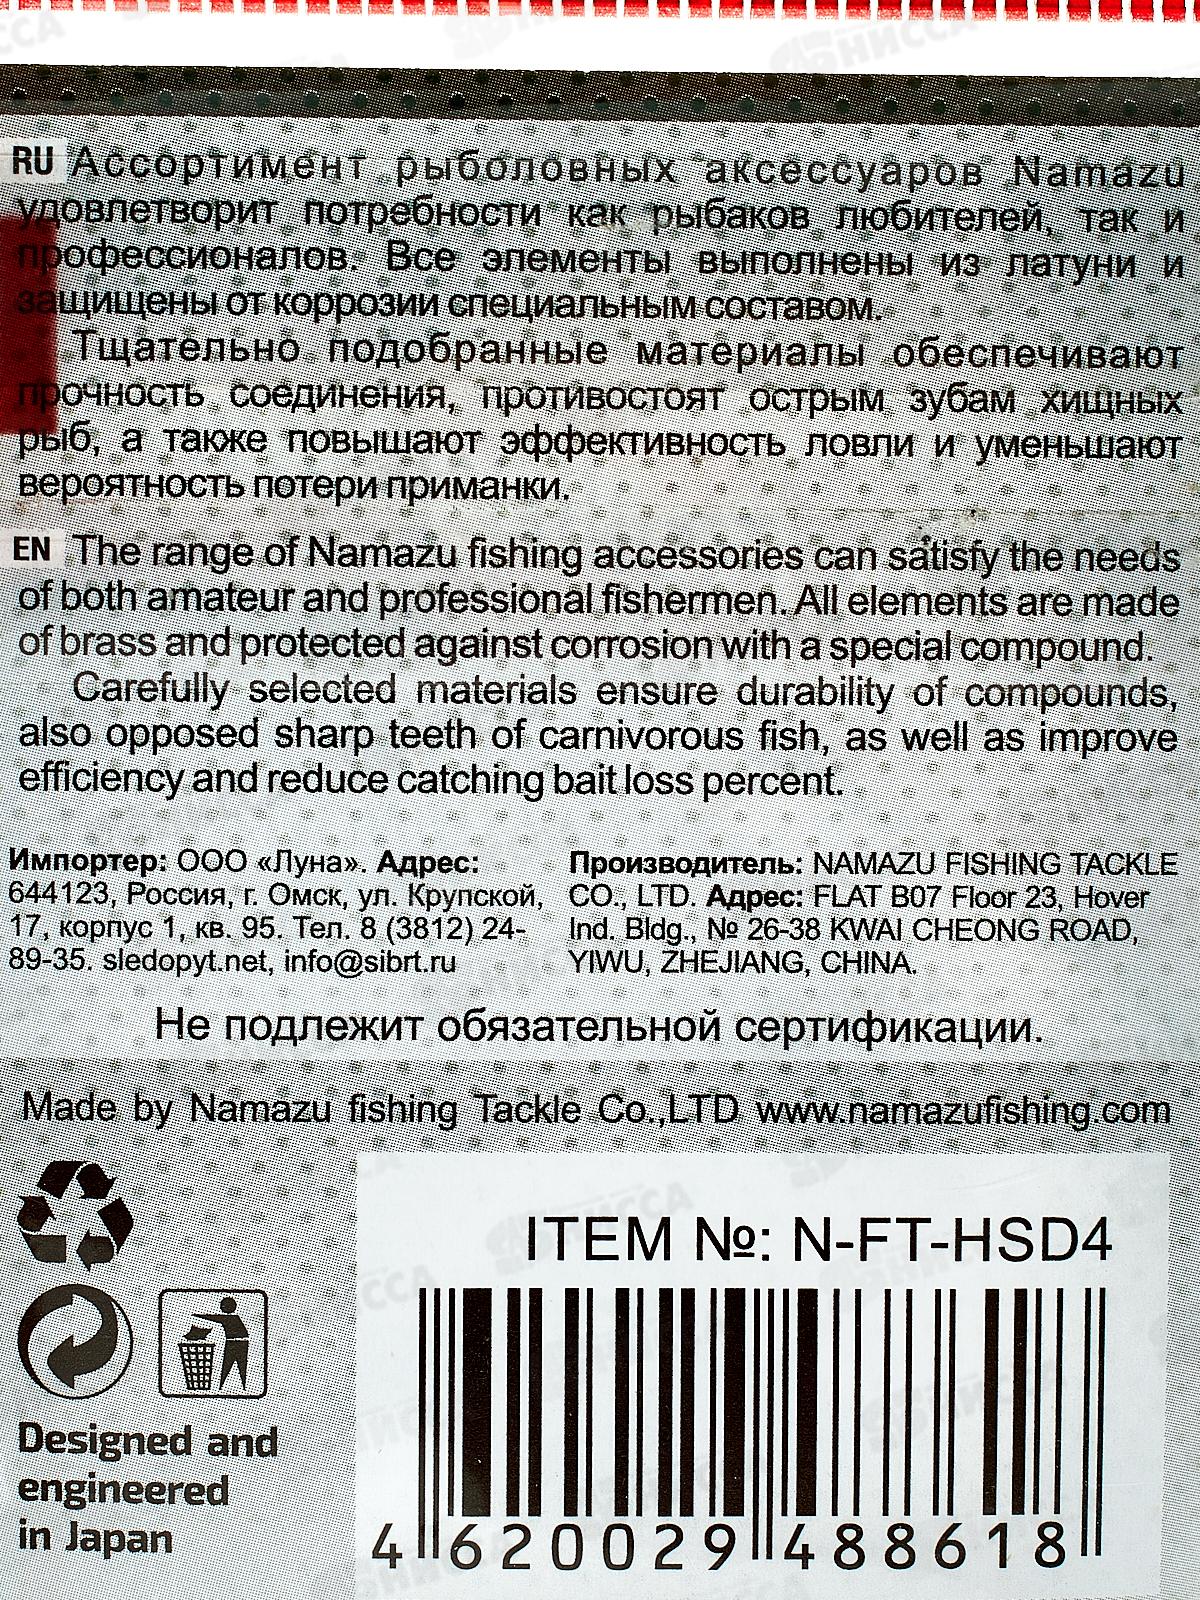 RU Ассортимент рыболовных аксессуаров Namazu
удовлетворит потребности как рыбаков любителей, так и
профессионалов. Все элементы выполнены из латуни и
защищены от коррозии специальным составом.
Тщательно подобранные материалы обеспечивают
прочность соединения, противостоят острым зубам хищных
рыб, а также повышают эффективность ловли и уменьшают
вероятность потери приманки.
EN The range of Namazu fishing accessories can satisfy the needs
of both amateur and professional fishermen. All elements are made
of brass and protected against corrosion with a special compound.
Carefully selected materials ensure durability of compounds,
also opposed sharp teeth of carnivorous fish, as well as improve
efficiency and reduce catching bait loss percent.
Импортер: ООО «Луна». Адрес:
644123, Россия, г. Омск, ул. Крупской,
17, корпус 1, кв. 95. Тел. 8 (3812) 24-
89-35. sledopyt.net, info@sibrt.ru
Производитель: NAMAZU FISHING TACKLE
CO., LTD. Адрес: FLAT B07 Floor 23, Hover
Ind. Bldg., № 26-38 KWAI CHEONG ROAD,
YIWU, ZHEJIANG, CHINA.
Не подлежит обязательной сертификации.
Made by Namazu fishing Tackle Co.,LTD www.namazufishing.com
ITEM №: N-FT-HSD4
4 620029 488618
Designed and
engineered
in Japan